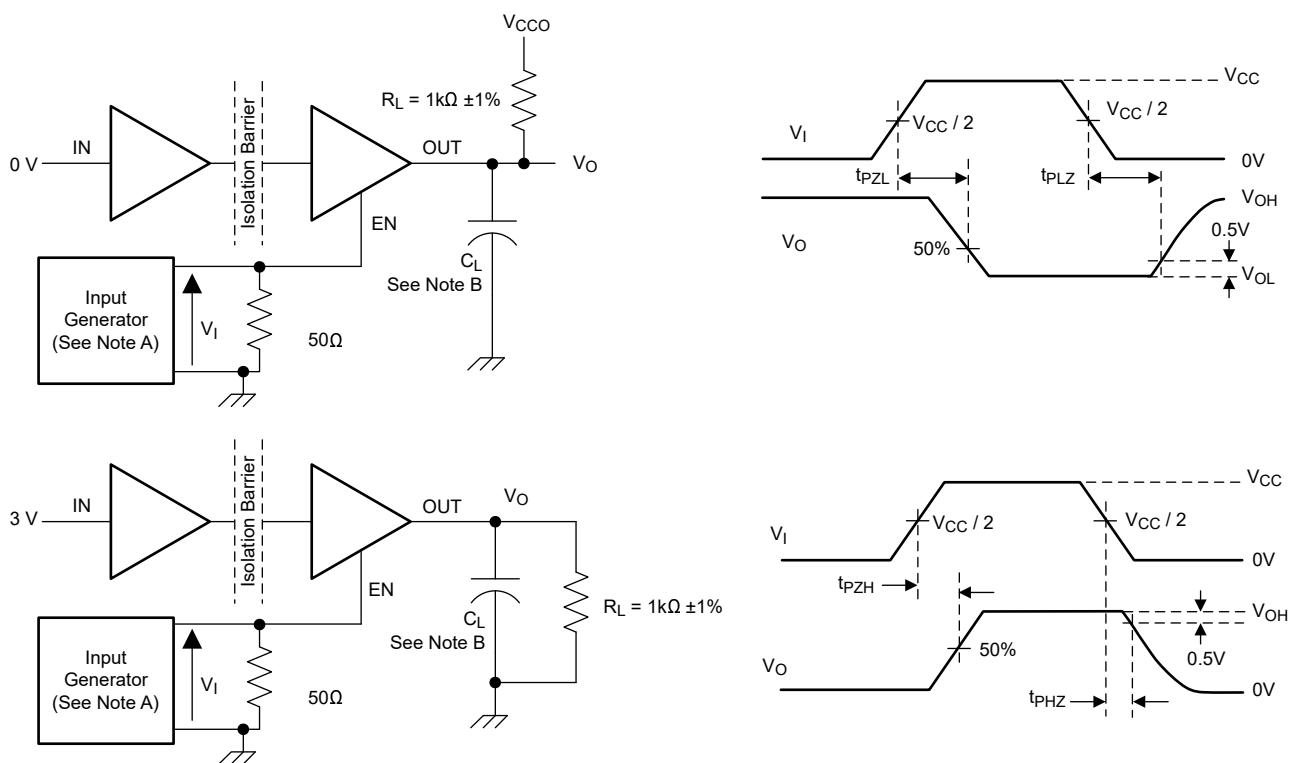 VCCO
RL = 1kΩ ±1%
0 V
IN
Isolation Barrier
OUT
VO
EN
CL
See Note B
Input
Generator
(See Note A)
VI
50Ω
VCC
VCC / 2
VCC / 2
VI
0V
tPZL
tPLZ
VOH
0.5V
VO
50%
VOL
3 V
IN
Isolation Barrier
OUT
VO
EN
CL
See Note B
RL = 1kΩ ±1%
Input
Generator
(See Note A)
VI
50Ω
VCC
VCC / 2
VCC / 2
VI
0V
tPZH
VOH
0.5V
50%
VO
tPHZ
0V